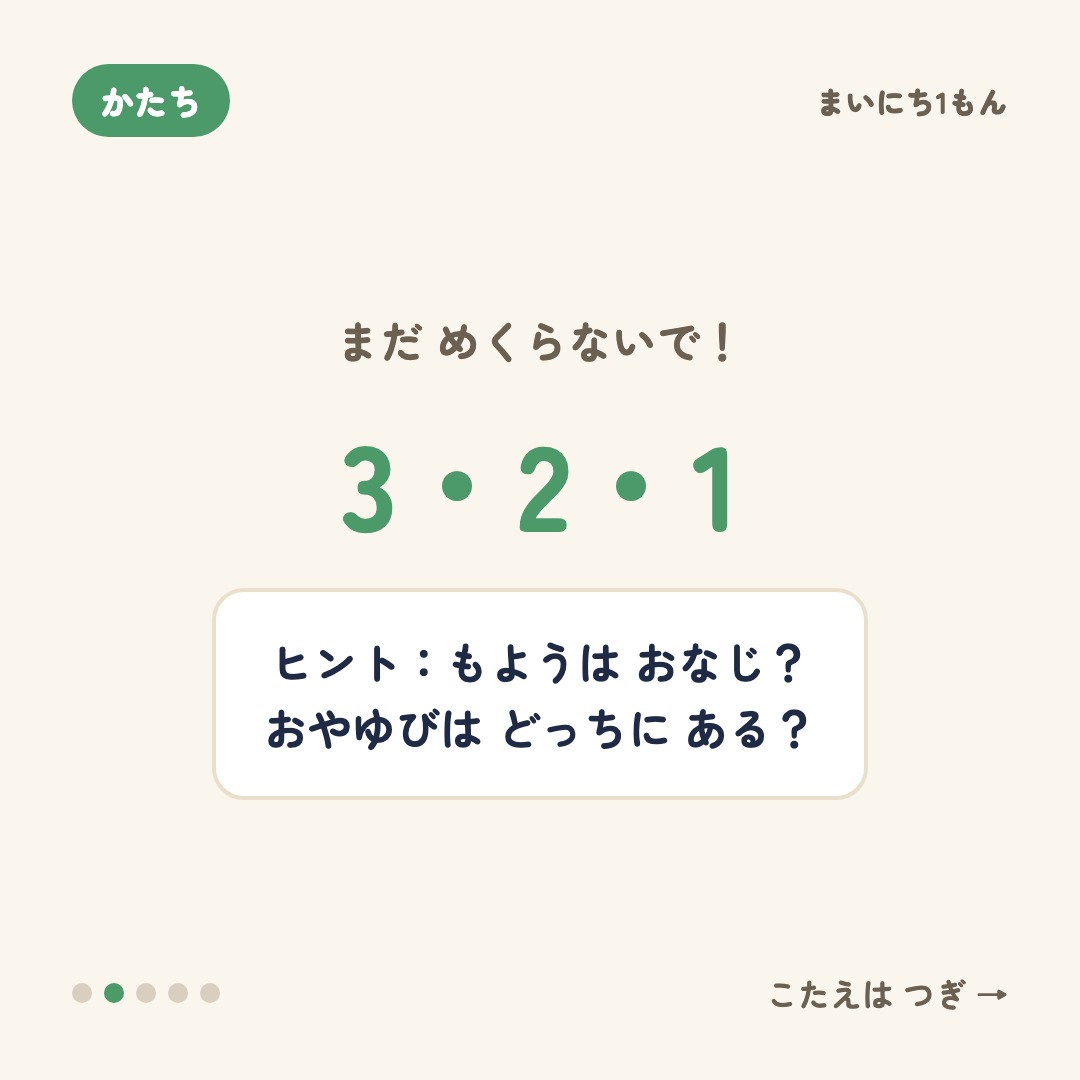 かたち
まいにち1もん
まだ めくらないで！
3・2・1
ヒント：もようは おなじ？
おやゆびは どっちに ある？
こたえは つぎ →